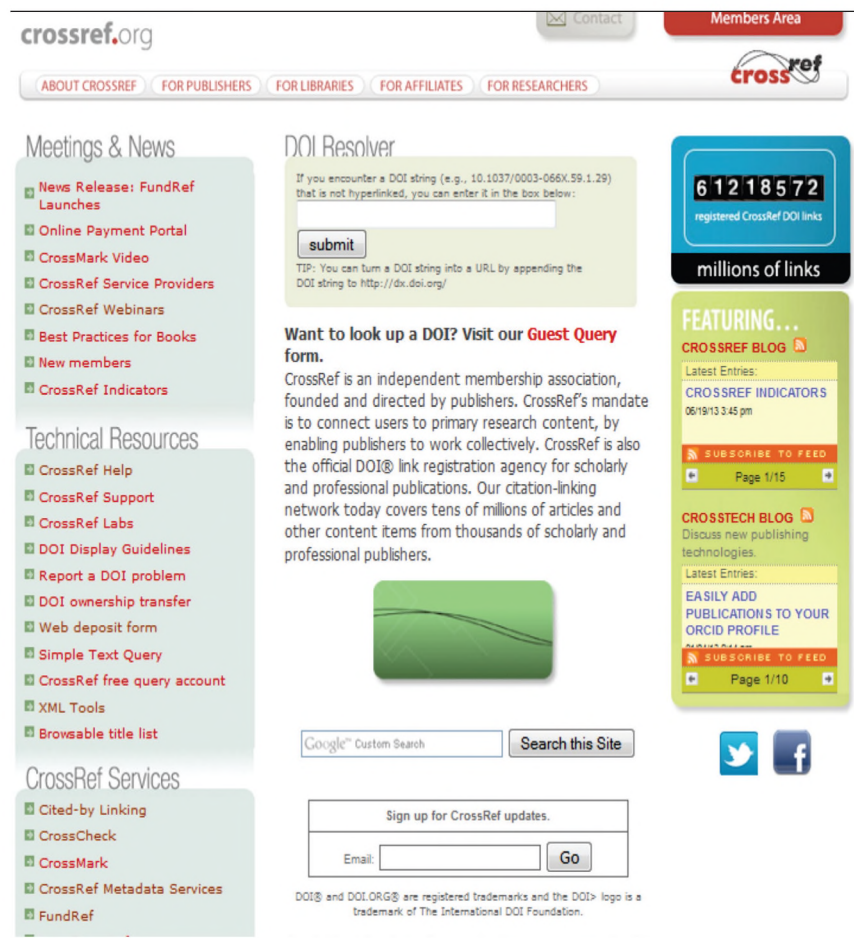 Contact
Members Area
crossref.org
crossref
ABOUT CROSSREF
FOR PUBLISHERS
FOR LIBRARIES
FOR AFFILIATES
FOR RESEARCHERS
Meetings & News
News Release: FundRef
Launches
Online Payment Portal
CrossMark Video
CrossRef Service Providers
CrossRef Webinars
Best Practices for Books
New members
CrossRef Indicators
Technical Resources
CrossRef Help
CrossRef Support
CrossRef Labs
DOI Display Guidelines
Report a DOI problem
DOI ownership transfer
Web deposit form
Simple Text Query
CrossRef free query account
XML Tools
Browsable title list
CrossRef Services
Cited-by Linking
CrossCheck
CrossMark
CrossRef Metadata Services
FundRef
DOI Resolver
If you encounter a DOI string (e.g., 10.1037/0003-066X.59.1.29)
that is not hyperlinked, you can enter it in the box below:
submit
TIP: You can turn a DOI string into a URL by appending the
DOI string to http://dx.doi.org/
Want to look up a DOI? Visit our Guest Query
form.
CrossRef is an independent membership association,
founded and directed by publishers. CrossRef's mandate
is to connect users to primary research content, by
enabling publishers to work collectively. CrossRef is also
the official DOI® link registration agency for scholarly
and professional publications. Our citation-linking
network today covers tens of millions of articles and
other content items from thousands of scholarly and
professional publishers.
Google™ Custom Search
Search this Site
Sign up for CrossRef updates.
Email:
Go
DOI® and DOI.ORG® are registered trademarks and the DOI> logo is a
trademark of The International DOI Foundation.
61218572
registered CrossRef DOI links
millions of links
FEATURING...
CROSSREF BLOG
Latest Entries:
CROSSREF INDICATORS
06/19/13 3:45 pm
SUBSCRIBE TO FEED
Page 1/15
CROSSTECH BLOG
Discuss new publishing
technologies.
Latest Entries:
EASILY ADD
PUBLICATIONS TO YOUR
ORCID PROFILE
SUBSCRIBE TO FEED
Page 1/10